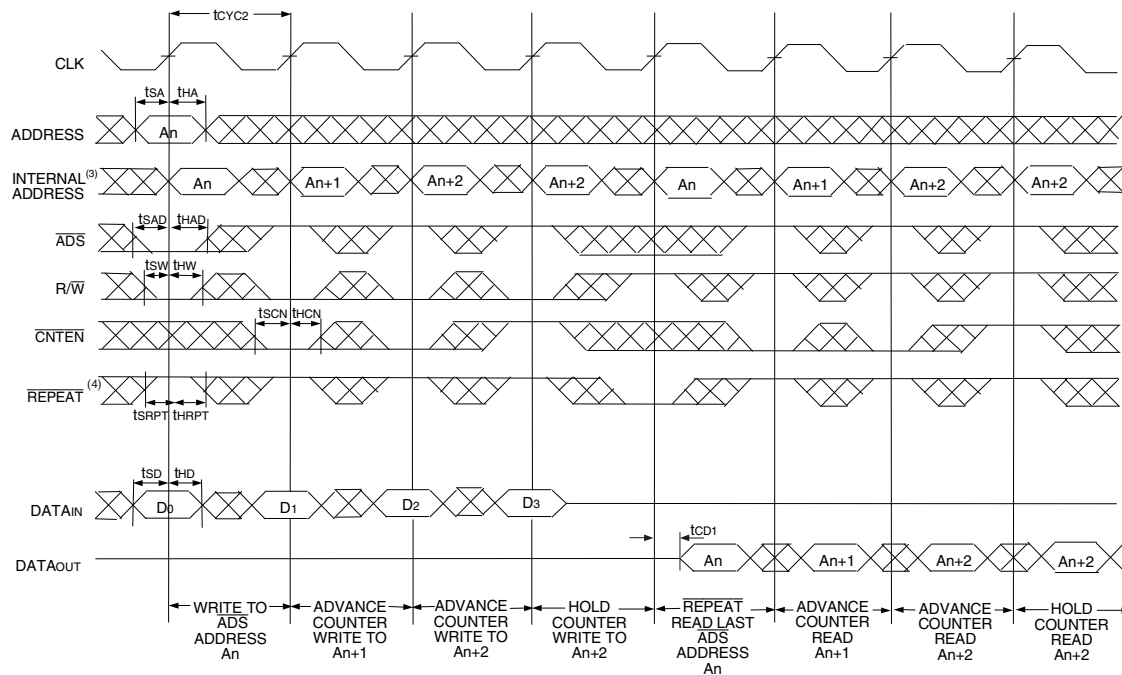 tCYC2
CLK
tSA tHA
ADDRESS An
INTERNAL(3) ADDRESS An An+1 An+2 An+2 An An+1 An+2 An+2
tSAD tHAD
ADS
tSW tHW
R/W
tSCN tHCN
CNTEN
REPEAT (4)
tSRPT tHRPT
tSD tHD
DATAIN D0 D1 D2 D3
tCD1
DATAOUT An An+1 An+2 An+2
WRITE TO
ADS
ADDRESS
An
ADVANCE
COUNTER
WRITE TO
An+1
ADVANCE
COUNTER
WRITE TO
An+2
HOLD
COUNTER
WRITE TO
An+2
REPEAT
READ LAST
ADS
ADDRESS
An
ADVANCE
COUNTER
READ
An+1
ADVANCE
COUNTER
READ
An+2
HOLD
COUNTER
READ
An+2